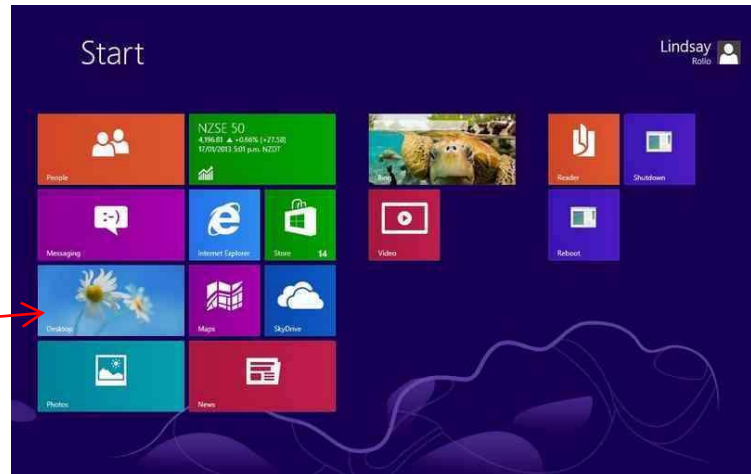 Start
Lindsay
Rollo
People
NZSE 50
4,196.81 ▲ +0.66% (+27.58)
17/01/2013 5:01 p.m. NZDT
Bing
Reader
Shutdown
Messaging
Internet Explorer
Store 14
Video
Reboot
Desktop
Maps
SkyDrive
Photos
News